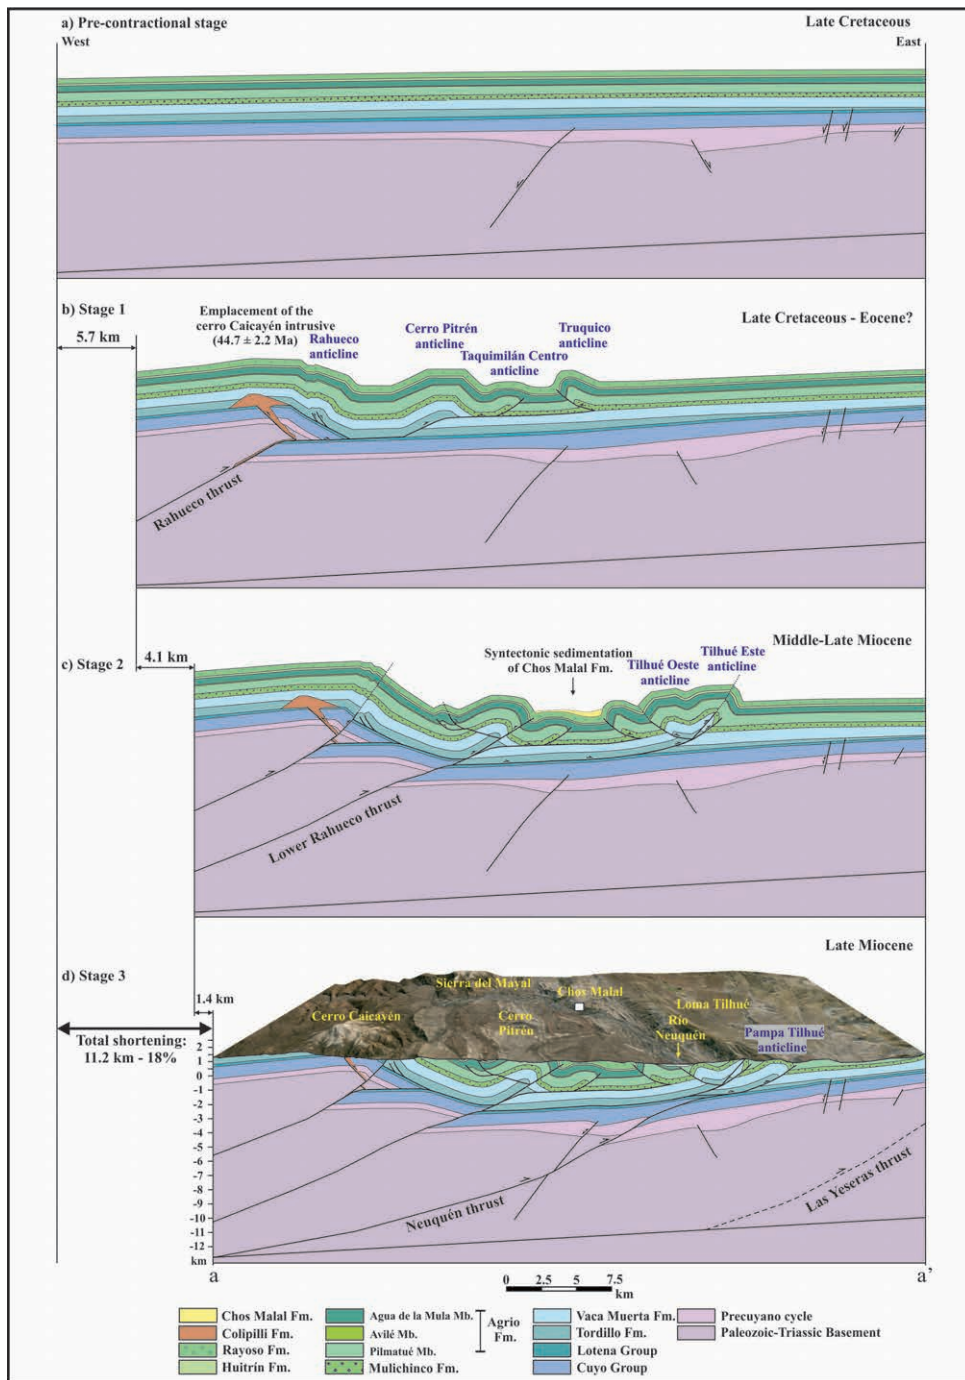 a) Pre-contractional stage
Late Cretaceous
West
East
b) Stage 1
5.7 km
Emplacement of the
cerro Caicayén intrusive
(44.7 ± 2.2 Ma)
Rahueco
anticline
Cerro Pitrén
anticline
Taquimilán Centro
anticline
Truquico
anticline
Late Cretaceous - Eocene?
Rahueco thrust
c) Stage 2
4.1 km
Middle-Late Miocene
Syntectonic sedimentation
of Chos Malal Fm.
Tilhué Oeste
anticline
Tilhué Este
anticline
Lower Rahueco thrust
Late Miocene
d) Stage 3
1.4 km
Total shortening:
11.2 km - 18%
Sierra del Mayal
Chos Malal
Cerro Caicayén
Cerro
Pitrén
Loma Tilhué
Río
Neuquén
Pampa Tilhué
anticline
2
1
0
-1
-2
-3
-4
-5
-6
-7
-8
-9
-10
-11
-12
km
Neuquén thrust
Las Yeseras thrust
a
a’
0 2.5 5 7.5
km
Chos Malal Fm.
Colipilli Fm.
Rayoso Fm.
Huitrín Fm.
Agua de la Mula Mb.
Avilé Mb.
Pilmatué Mb.
Agrio
Fm.
Mulichinco Fm.
Vaca Muerta Fm.
Tordillo Fm.
Lotena Group
Cuyo Group
Precuyano cycle
Paleozoic-Triassic Basement